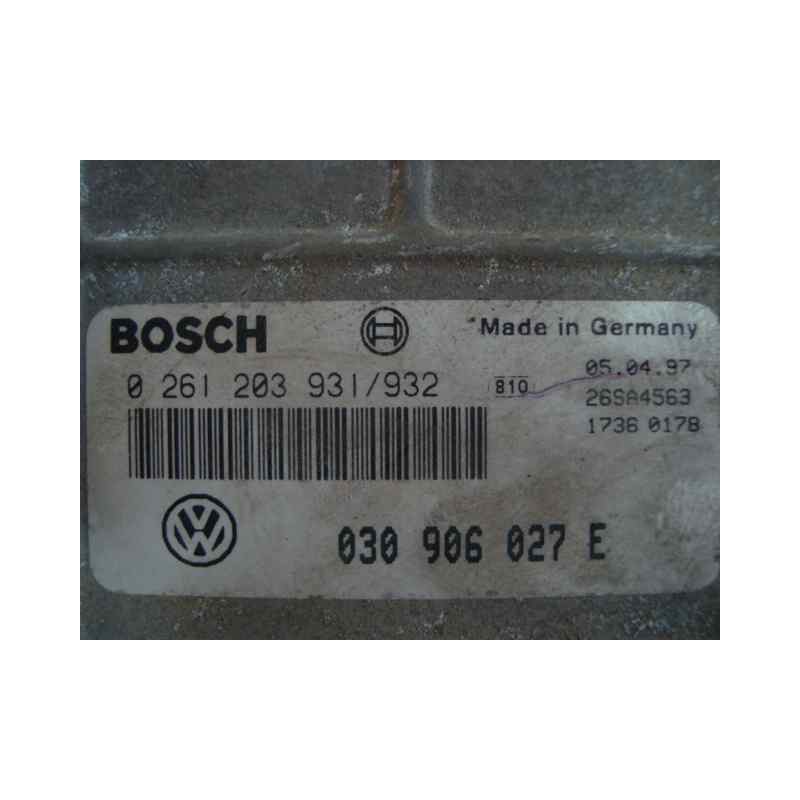 BOSCH
Made in Germany
0 261 203 931/932
810
05.04.97
26SA4563
1736 0178
VW
030 906 027 E